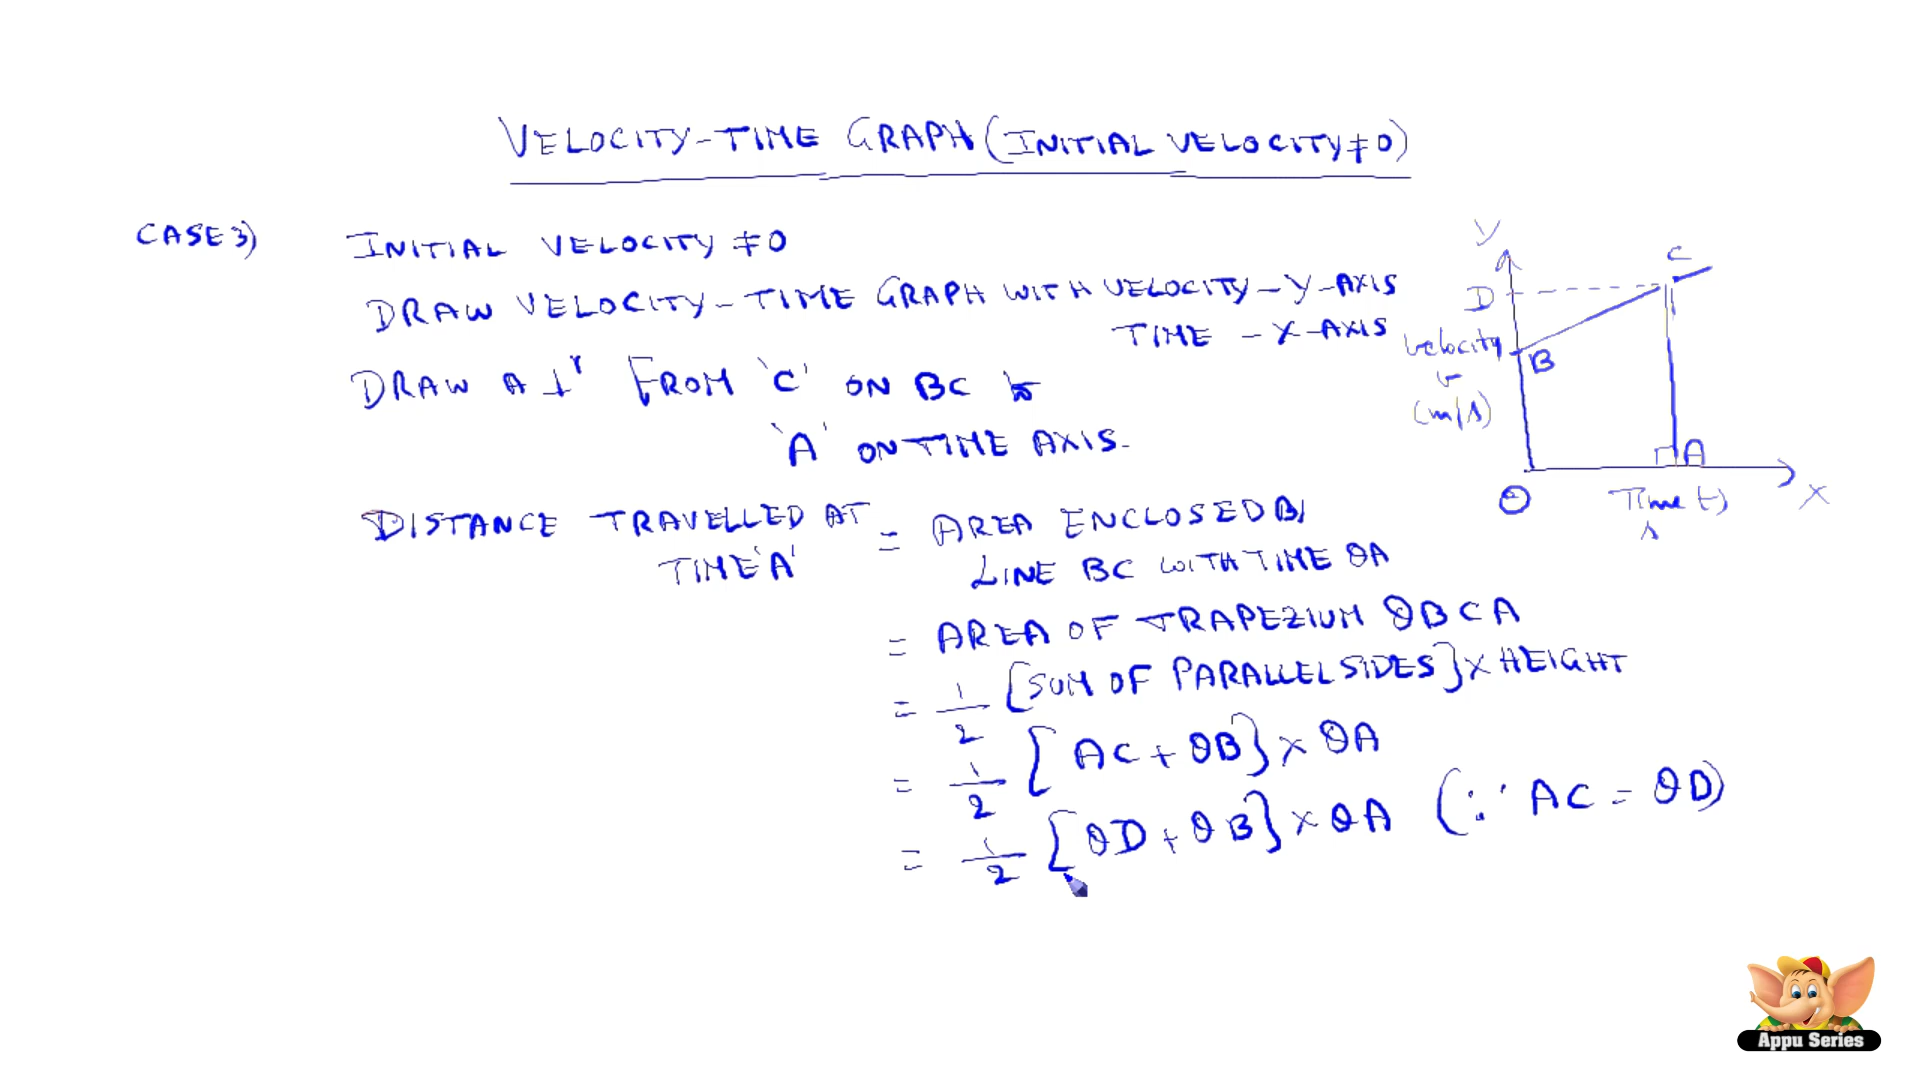 VELOCITY-TIME GRAPH (INITIAL VELOCITY ≠ 0)
CASE 3) INITIAL VELOCITY ≠ 0
DRAW VELOCITY-TIME GRAPH WITH VELOCITY - Y-AXIS
TIME - X-AXIS
DRAW A ⊥r FROM 'C' ON BC to
'A' ON TIME AXIS.
DISTANCE TRAVELLED AT TIME 'A' = AREA ENCLOSED BY
LINE BC WITH TIME OA
= AREA OF TRAPEZIUM OBCA
= 1/2 [SUM OF PARALLEL SIDES] X HEIGHT
= 1/2 [AC + OB] X OA
= 1/2 [OD + OB] X OA (∵ AC = OD)
Y
C
D
B
Velocity
v
(m/s)
A
O
Time (t)
s
X
Appu Series